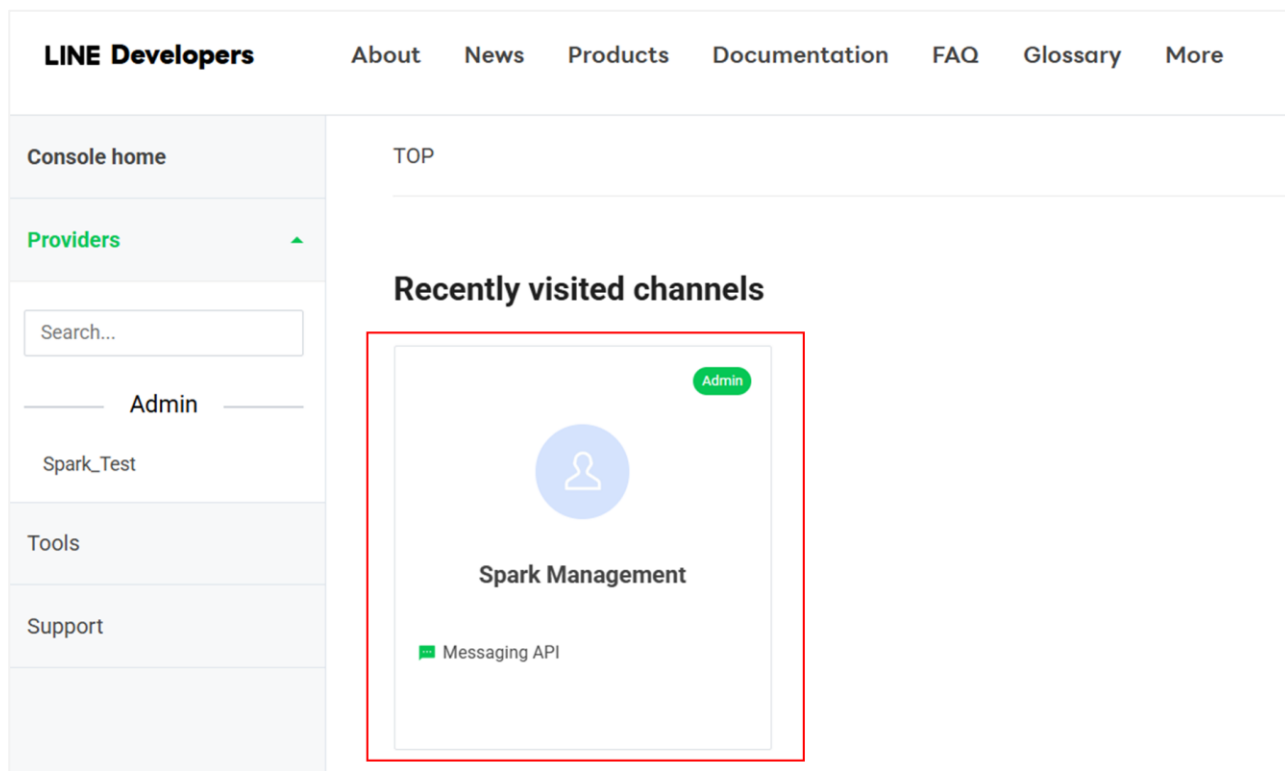 LINE Developers About News Products Documentation FAQ Glossary More
Console home
Providers
Search...
Admin
Spark_Test
Tools
Support
TOP
Recently visited channels
Admin
Spark Management
Messaging API